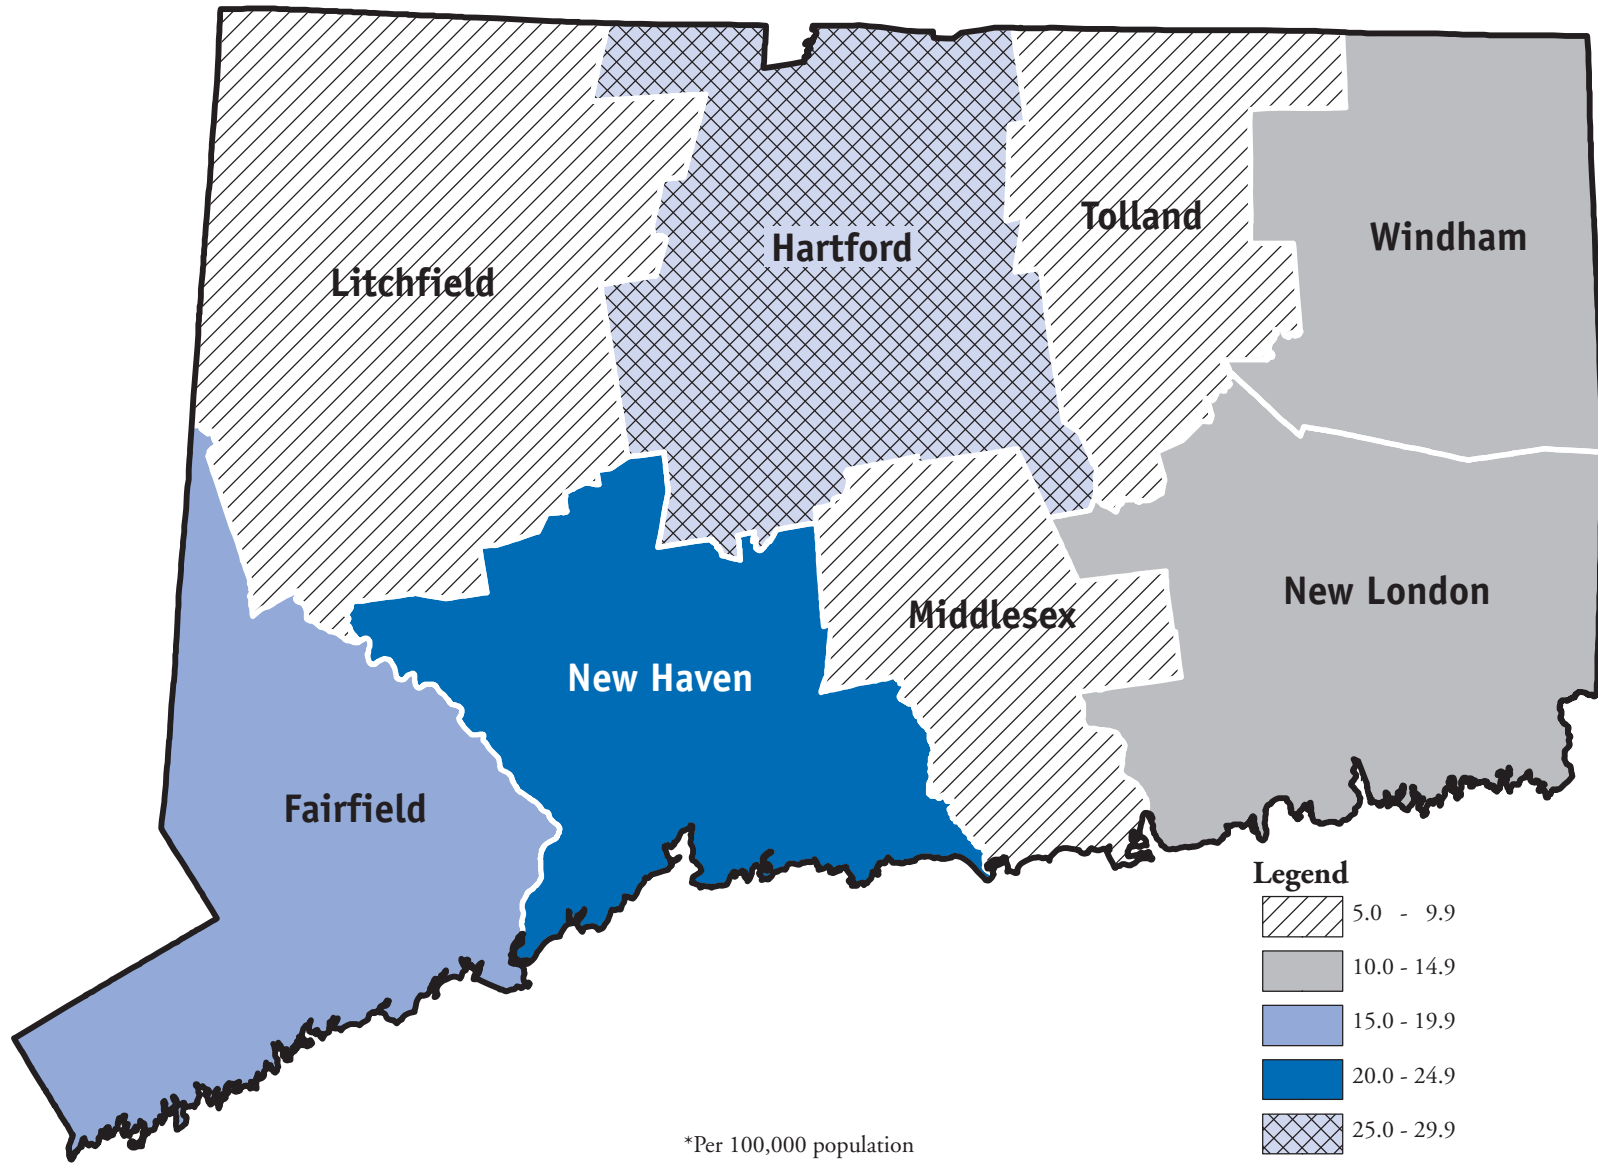 Tolland
Windham
Hartford
Litchfield
New London
Middlesex
New Haven
Fairfield
Legend
5.0 - 9.9
10.0 - 14.9
15.0 - 19.9
20.0 - 24.9
25.0 - 29.9
*Per 100,000 population